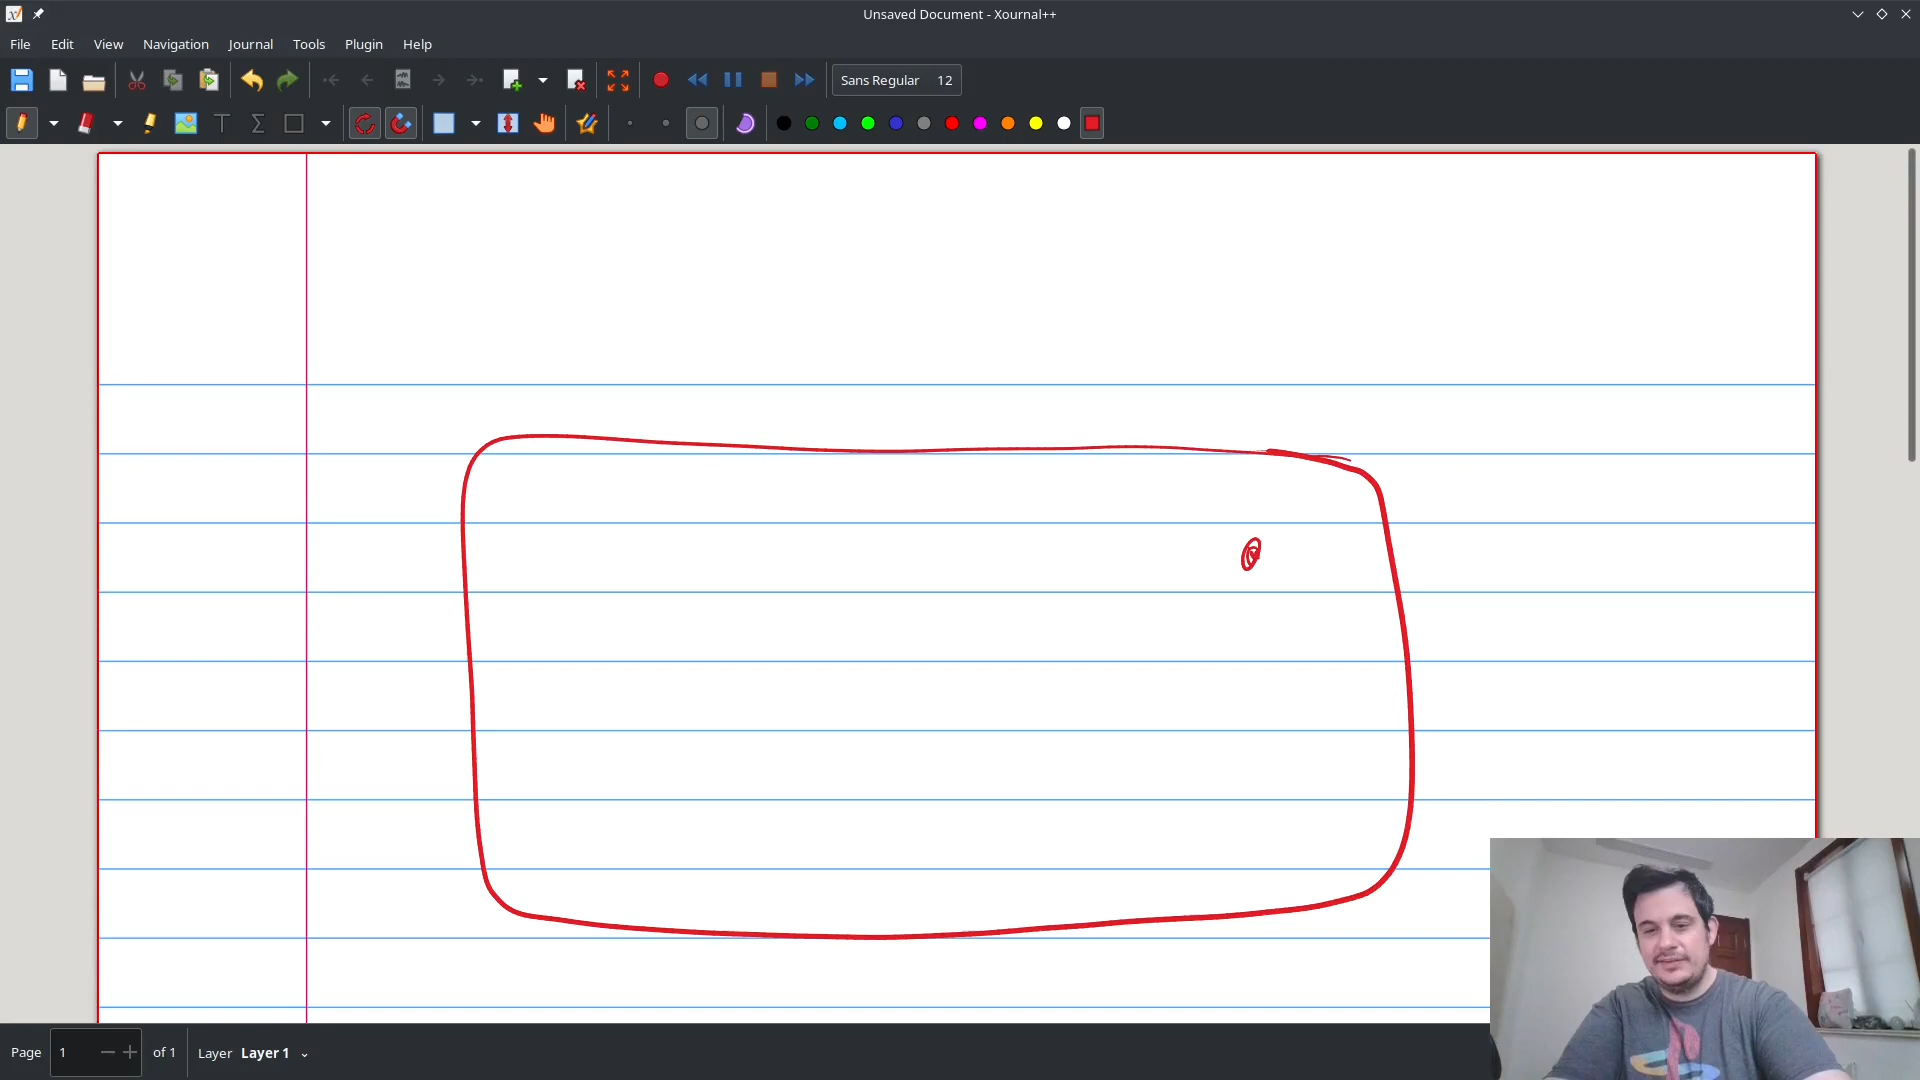 Unsaved Document - Xournal++
File Edit View Navigation Journal Tools Plugin Help
Sans Regular 12
Page 1 of 1 Layer Layer 1